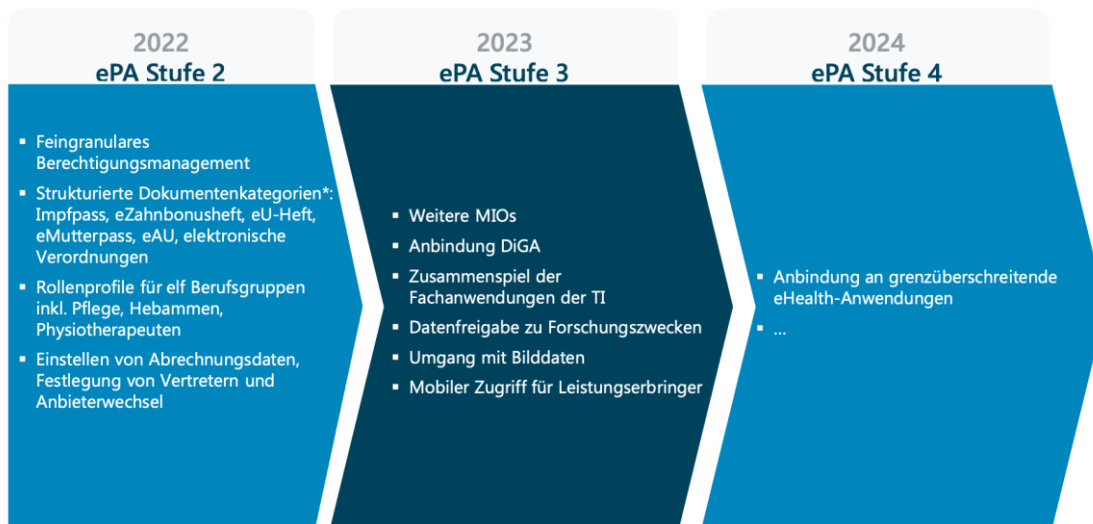 2022
ePA Stufe 2
▪ Feingranulares
Berechtigungsmanagement
▪ Strukturierte Dokumentenkategorien*:
Impfpass, eZahnbonusheft, eU-Heft,
eMutterpass, eAU, elektronische
Verordnungen
▪ Rollenprofile für elf Berufsgruppen
inkl. Pflege, Hebammen,
Physiotherapeuten
▪ Einstellen von Abrechnungsdaten,
Festlegung von Vertretern und
Anbieterwechsel
2023
ePA Stufe 3
▪ Weitere MIOs
▪ Anbindung DiGA
▪ Zusammenspiel der
Fachanwendungen der TI
▪ Datenfreigabe zu Forschungszwecken
▪ Umgang mit Bilddaten
▪ Mobiler Zugriff für Leistungserbringer
2024
ePA Stufe 4
▪ Anbindung an grenzüberschreitende
eHealth-Anwendungen
▪ ...